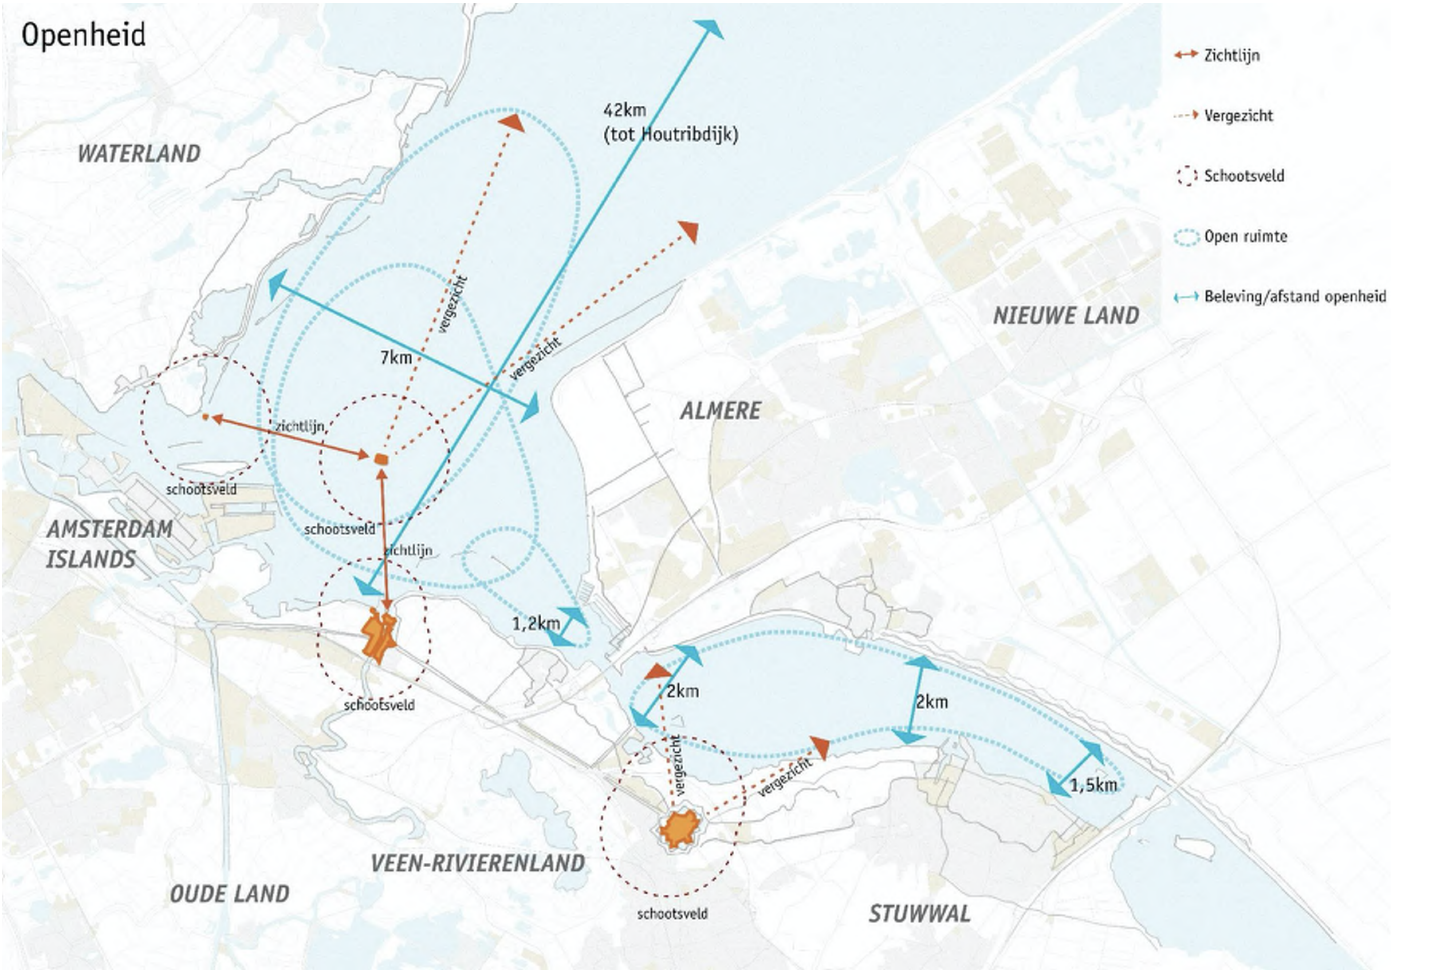 Openheid
42km
(tot Houtribdijk)
Zichtlijn
Vergezicht
Schootsveld
Open ruimte
Beleving/afstand openheid
WATERLAND
vergezicht
vergezicht
7km
NIEUWE LAND
ALMERE
zichtlijn
schootsveld
schootsveld
zichtlijn
AMSTERDAM
ISLANDS
1,2km
2km
2km
schootsveld
vergezicht
vergezicht
1,5km
VEEN-RIVIERENLAND
OUDE LAND
schootsveld
STUWWAL